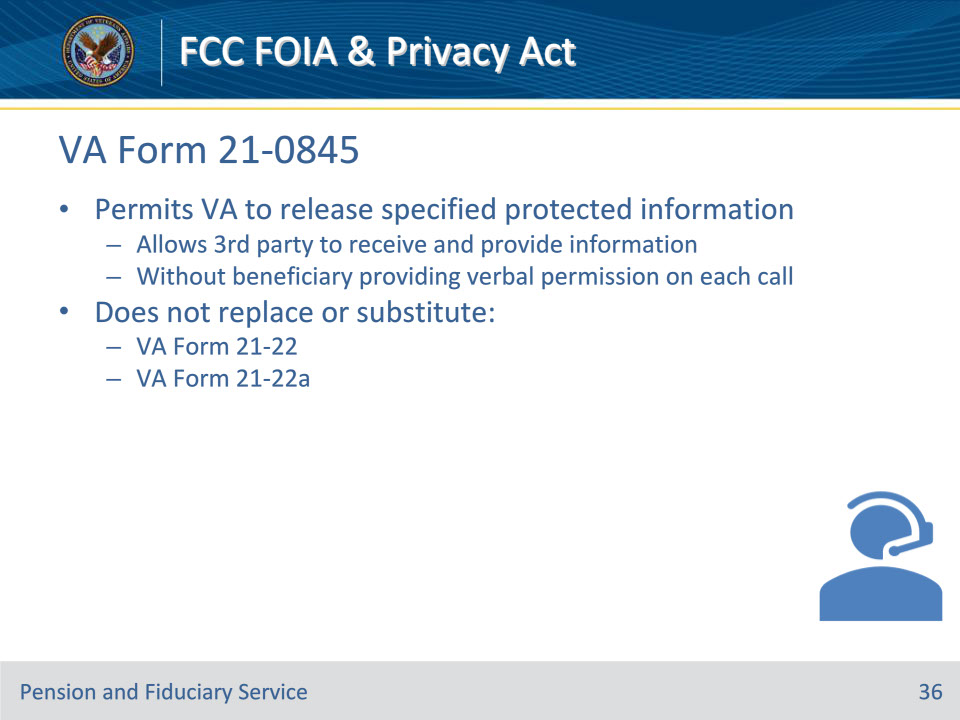 FCC FOIA & Privacy Act
VA Form 21-0845
• Permits VA to release specified protected information
– Allows 3rd party to receive and provide information
– Without beneficiary providing verbal permission on each call
• Does not replace or substitute:
– VA Form 21-22
– VA Form 21-22a
Pension and Fiduciary Service
36